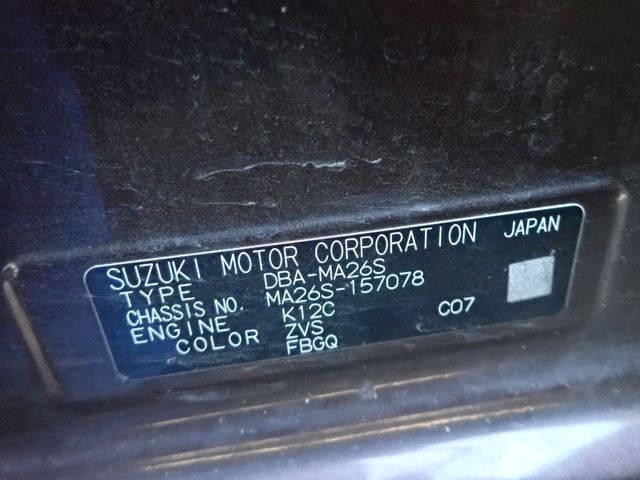 SUZUKI MOTOR CORPORATION JAPAN
TYPE DBA-MA26S
CHASSIS NO. MA26S-157078
ENGINE K12C C07
COLOR ZVS
FBGQ